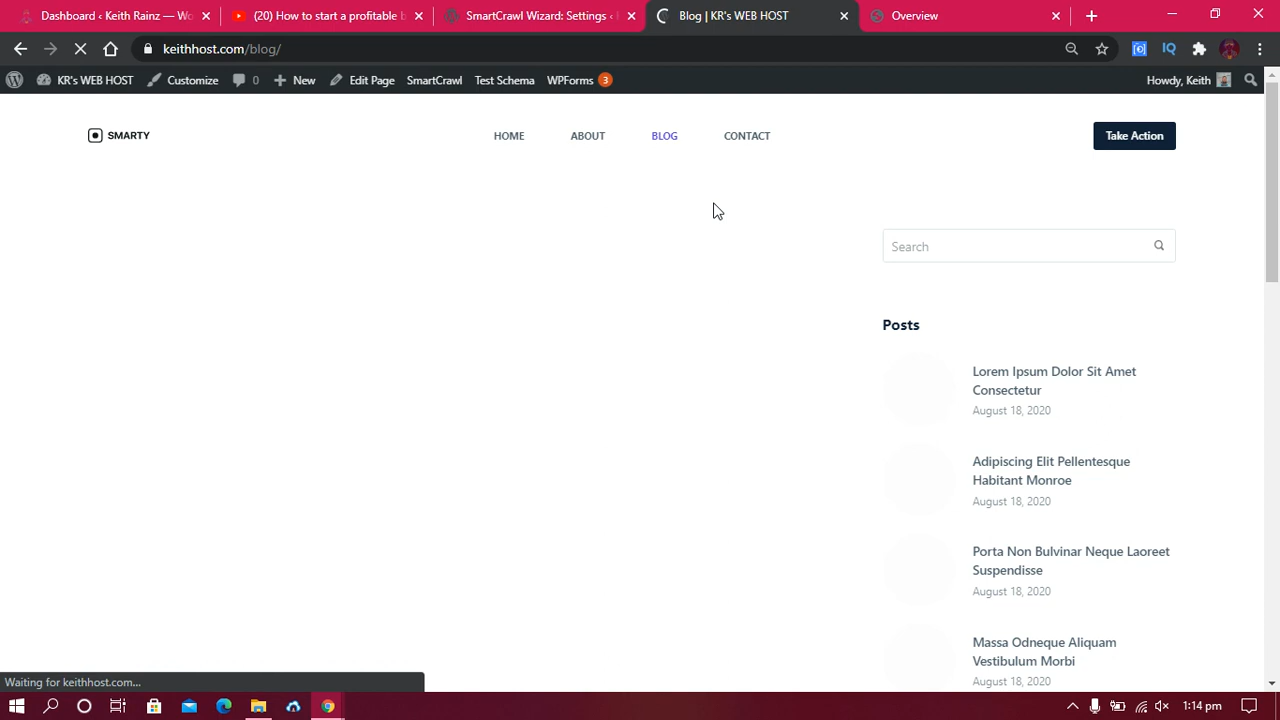 Dashboard ‹ Keith Rainz — Wo
(20) How to start a profitable b
SmartCrawl Wizard: Settings ‹ k
Blog | KR's WEB HOST
Overview
keithhost.com/blog/
KR's WEB HOST
Customize
0
New
Edit Page
SmartCrawl
Test Schema
WPForms 3
Howdy, Keith
SMARTY
HOME
ABOUT
BLOG
CONTACT
Take Action
Search
Posts
Lorem Ipsum Dolor Sit Amet
Consectetur
August 18, 2020
Adipiscing Elit Pellentesque
Habitant Monroe
August 18, 2020
Porta Non Bulvinar Neque Laoreet
Suspendisse
August 18, 2020
Massa Odneque Aliquam
Vestibulum Morbi
August 18, 2020
Waiting for keithhost.com...
1:14 pm